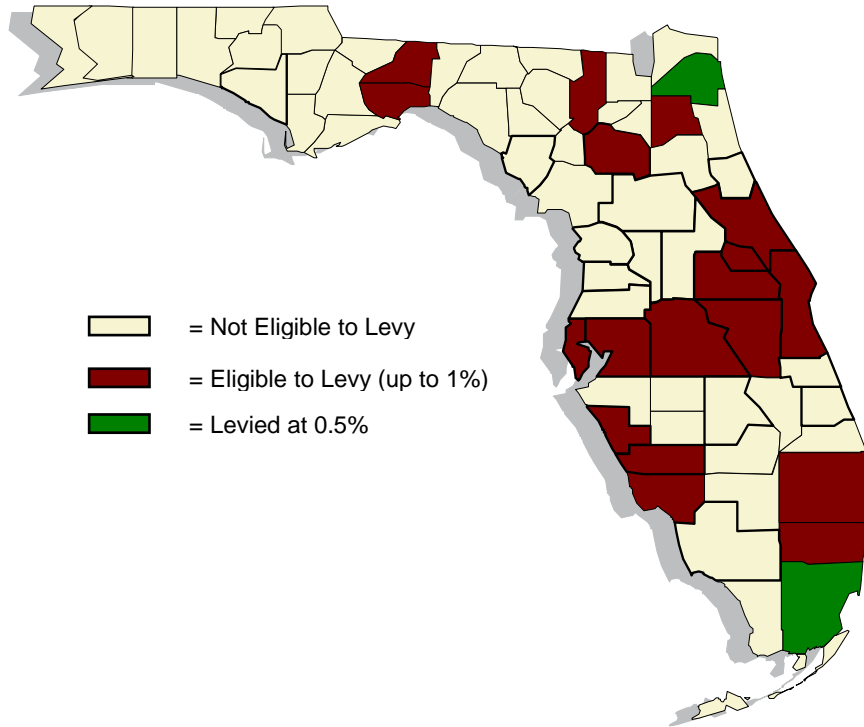 = Not Eligible to Levy
= Eligible to Levy (up to 1%)
= Levied at 0.5%